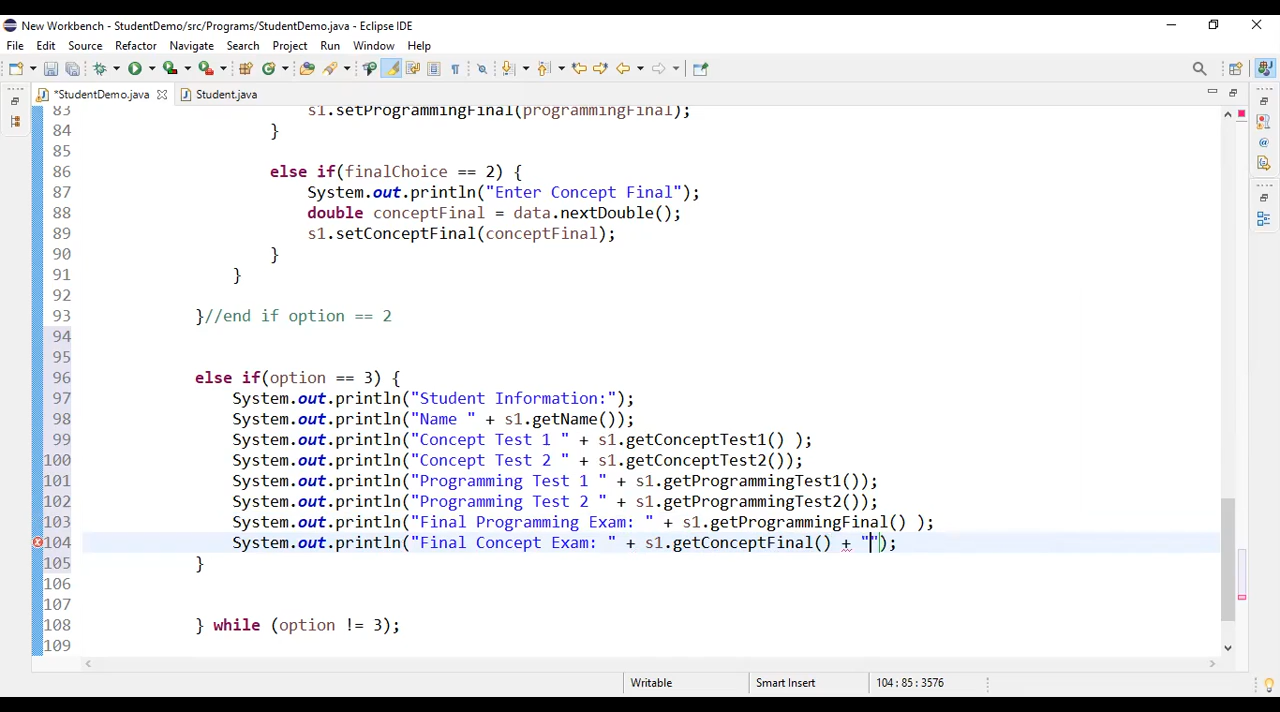 New Workbench - StudentDemo/src/Programs/StudentDemo.java - Eclipse IDE
File Edit Source Refactor Navigate Search Project Run Window Help
*StudentDemo.java Student.java
83 s1.setProgrammingFinal(programmingFinal);
84 }
85
86 else if(finalChoice == 2) {
87 System.out.println("Enter Concept Final");
88 double conceptFinal = data.nextDouble();
89 s1.setConceptFinal(conceptFinal);
90 }
91 }
92
93 }//end if option == 2
94
95
96 else if(option == 3) {
97 System.out.println("Student Information:");
98 System.out.println("Name " + s1.getName());
99 System.out.println("Concept Test 1 " + s1.getConceptTest1() );
100 System.out.println("Concept Test 2 " + s1.getConceptTest2());
101 System.out.println("Programming Test 1 " + s1.getProgrammingTest1());
102 System.out.println("Programming Test 2 " + s1.getProgrammingTest2());
103 System.out.println("Final Programming Exam: " + s1.getProgrammingFinal() );
104 System.out.println("Final Concept Exam: " + s1.getConceptFinal() + "");
105 }
106
107
108 } while (option != 3);
109
Writable Smart Insert 104 : 85 : 3576